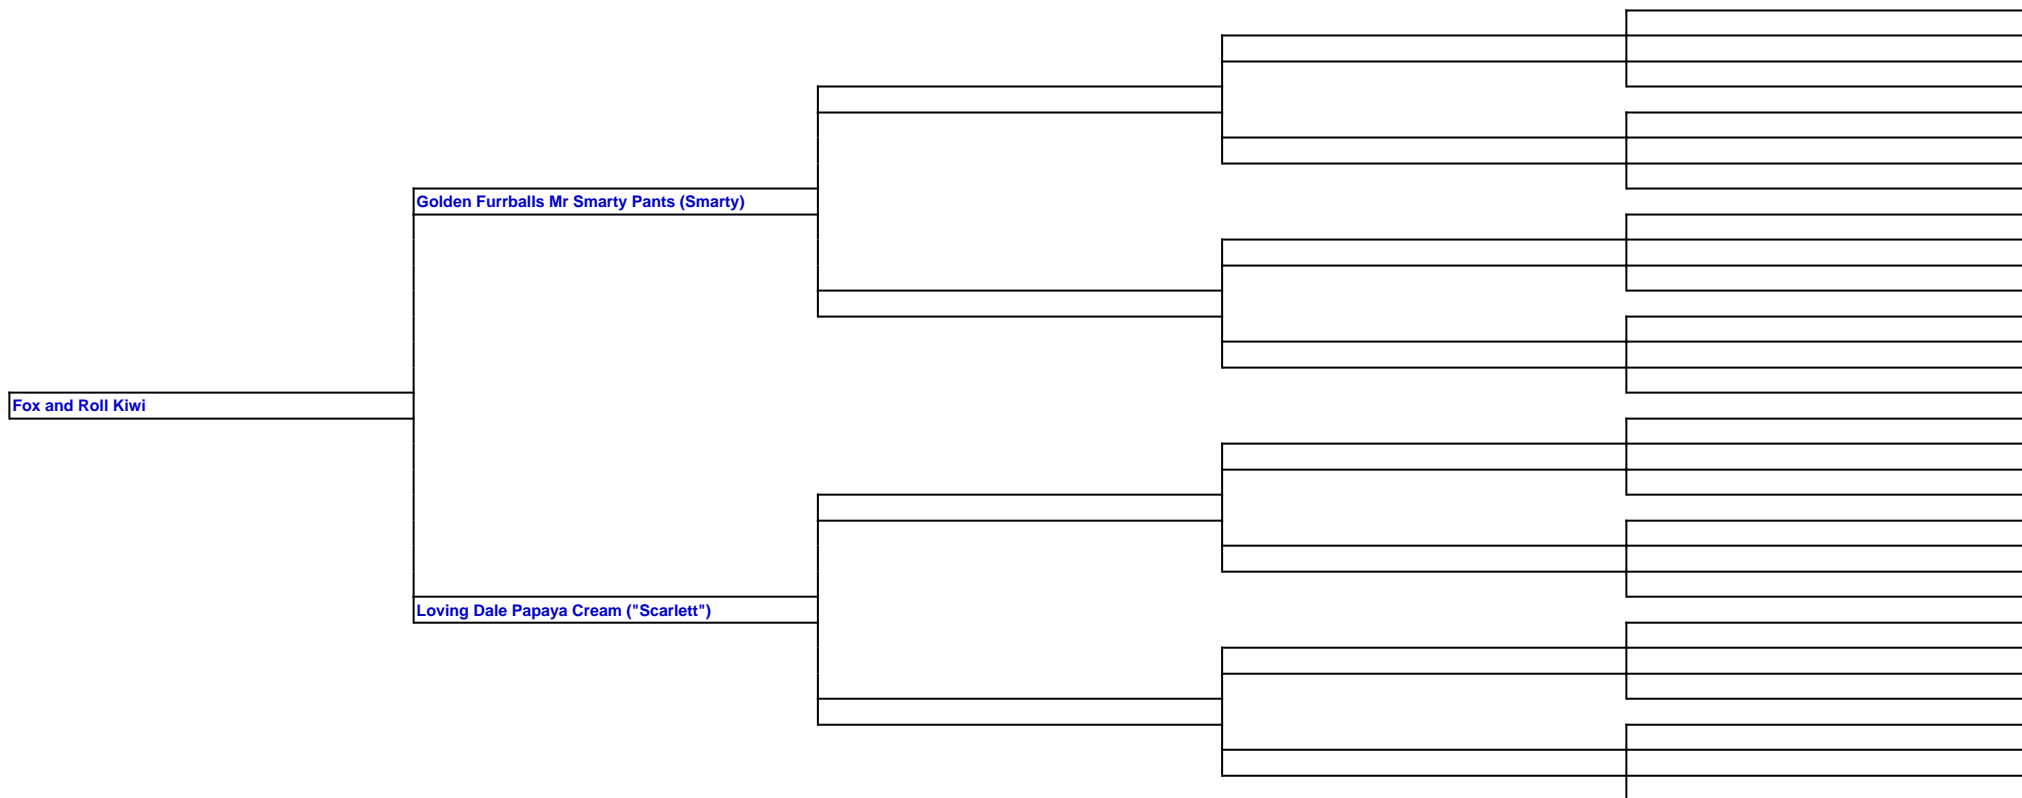 Golden Furrballs Mr Smarty Pants (Smarty)
Fox and Roll Kiwi
Loving Dale Papaya Cream ("Scarlett")